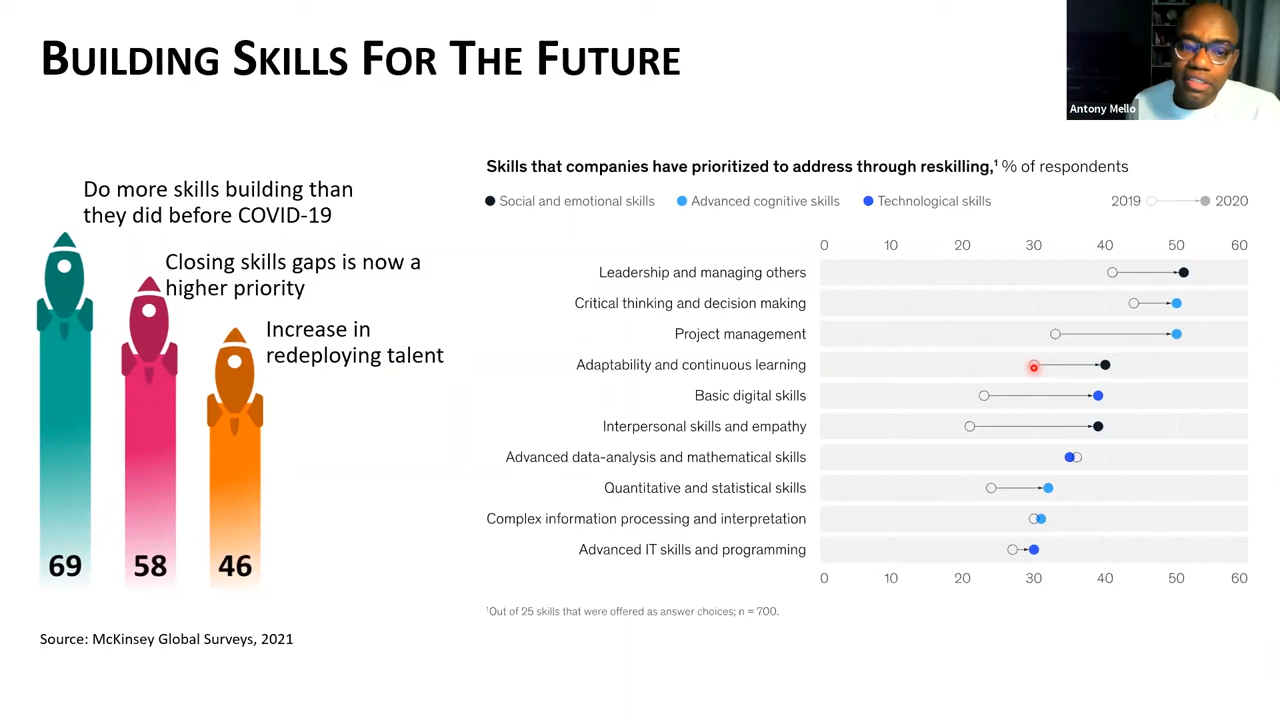 BUILDING SKILLS FOR THE FUTURE
Antony Mello
Do more skills building than
they did before COVID-19
Closing skills gaps is now a
higher priority
Increase in
redeploying talent
69 58 46
Source: McKinsey Global Surveys, 2021
Skills that companies have prioritized to address through reskilling,¹ % of respondents
Social and emotional skills Advanced cognitive skills Technological skills 2019 2020
0 10 20 30 40 50 60
Leadership and managing others
Critical thinking and decision making
Project management
Adaptability and continuous learning
Basic digital skills
Interpersonal skills and empathy
Advanced data-analysis and mathematical skills
Quantitative and statistical skills
Complex information processing and interpretation
Advanced IT skills and programming
0 10 20 30 40 50 60
¹Out of 25 skills that were offered as answer choices; n = 700.